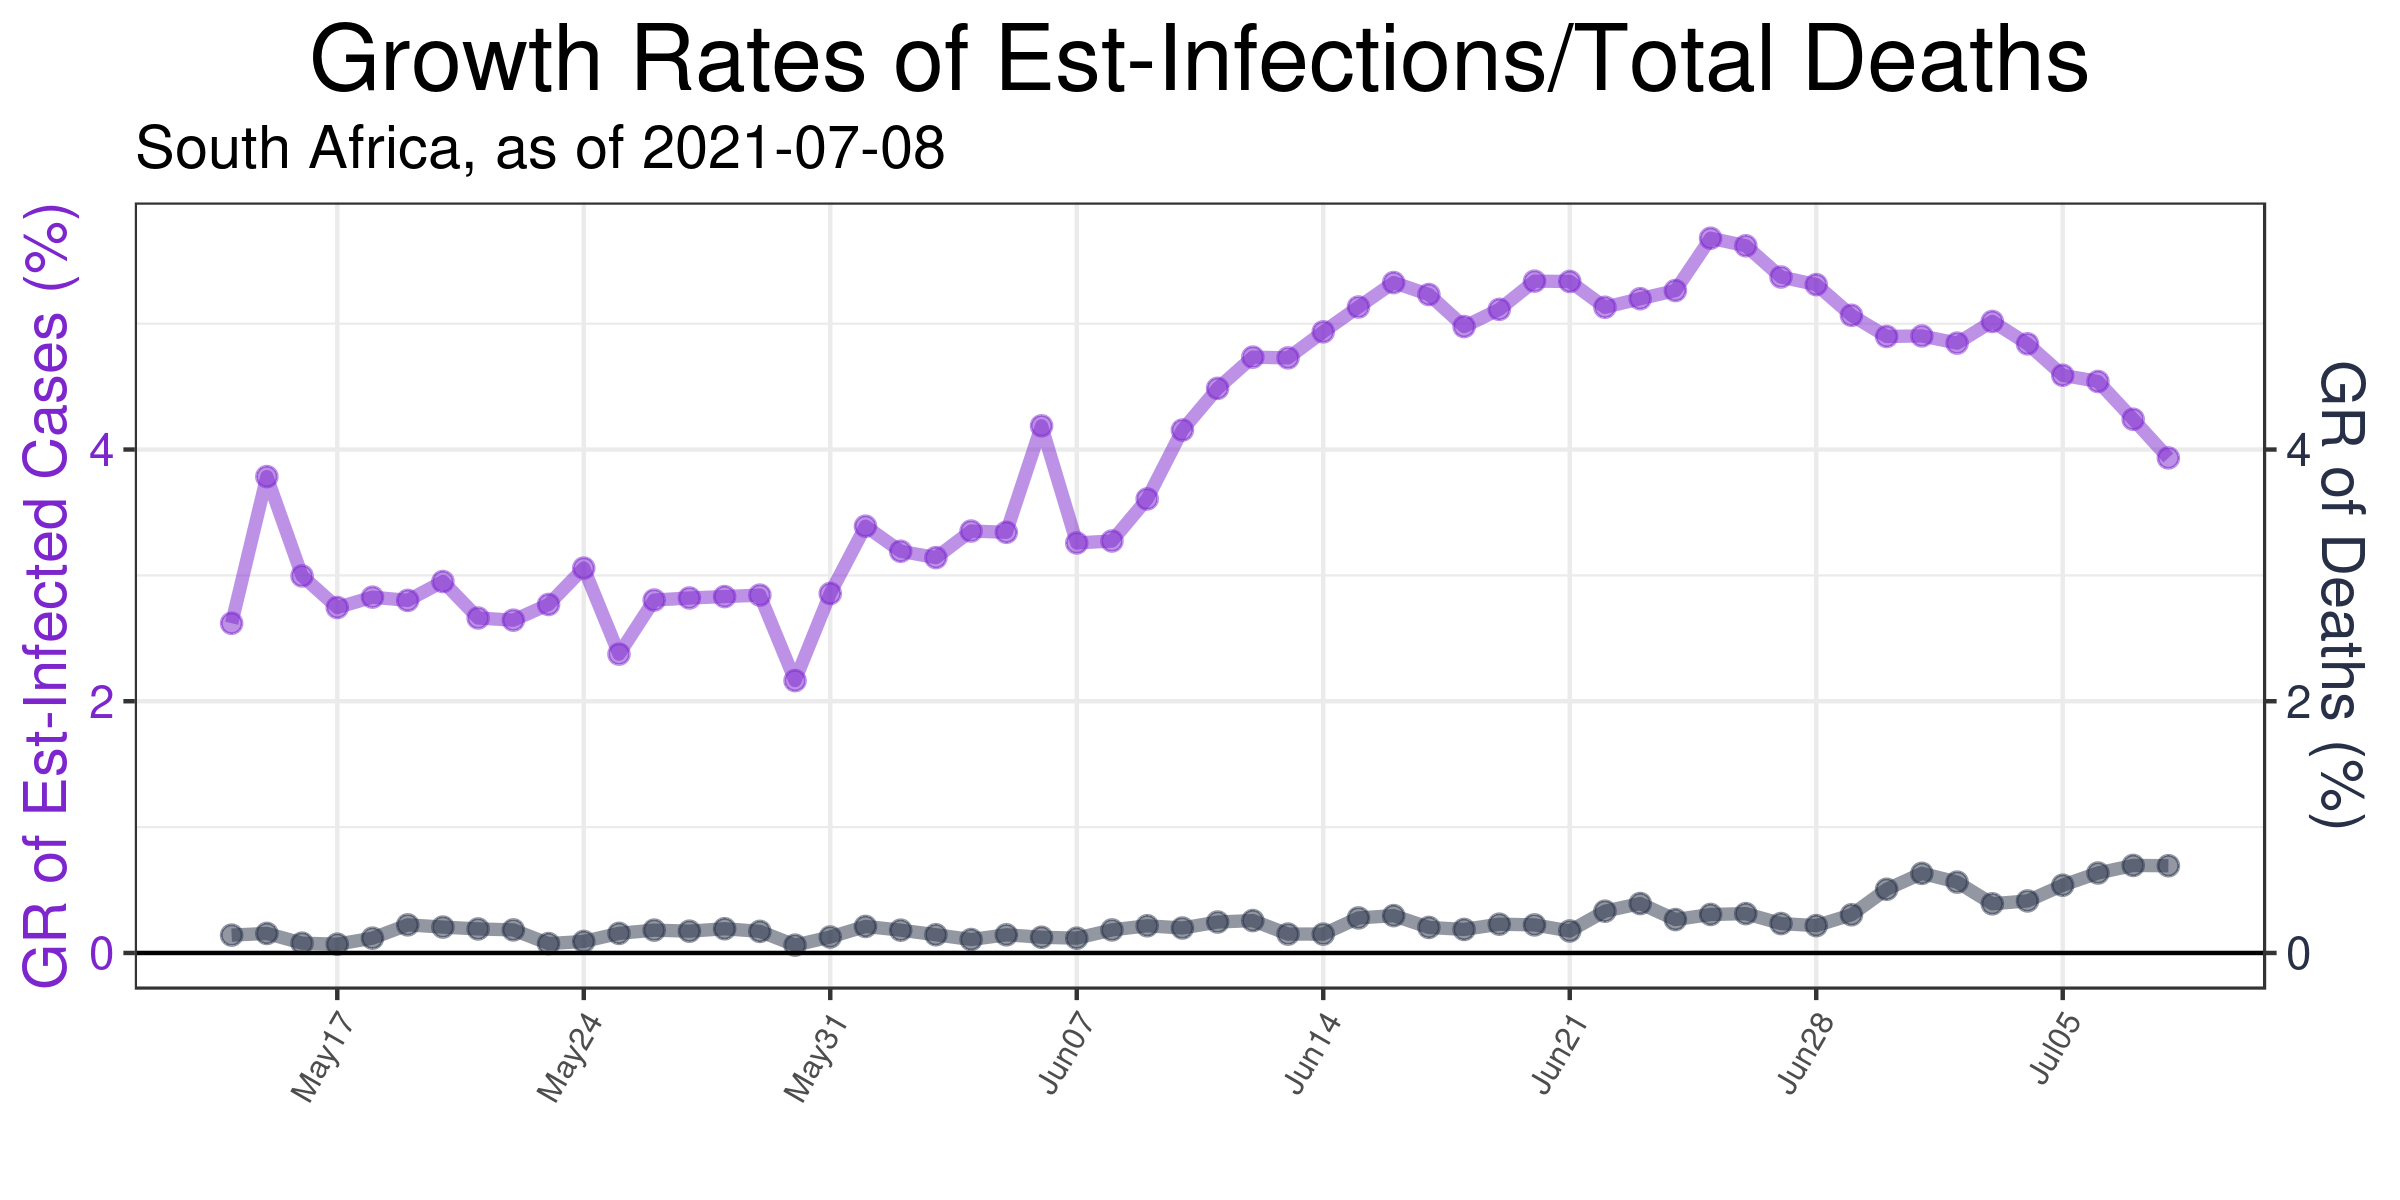 Growth Rates of Est-Infections/Total Deaths
South Africa, as of 2021-07-08
GR of Est-Infected Cases (%)
4
2
0
4
2
0
GR of Deaths (%)
May17
May24
May31
Jun07
Jun14
Jun21
Jun28
Jul05